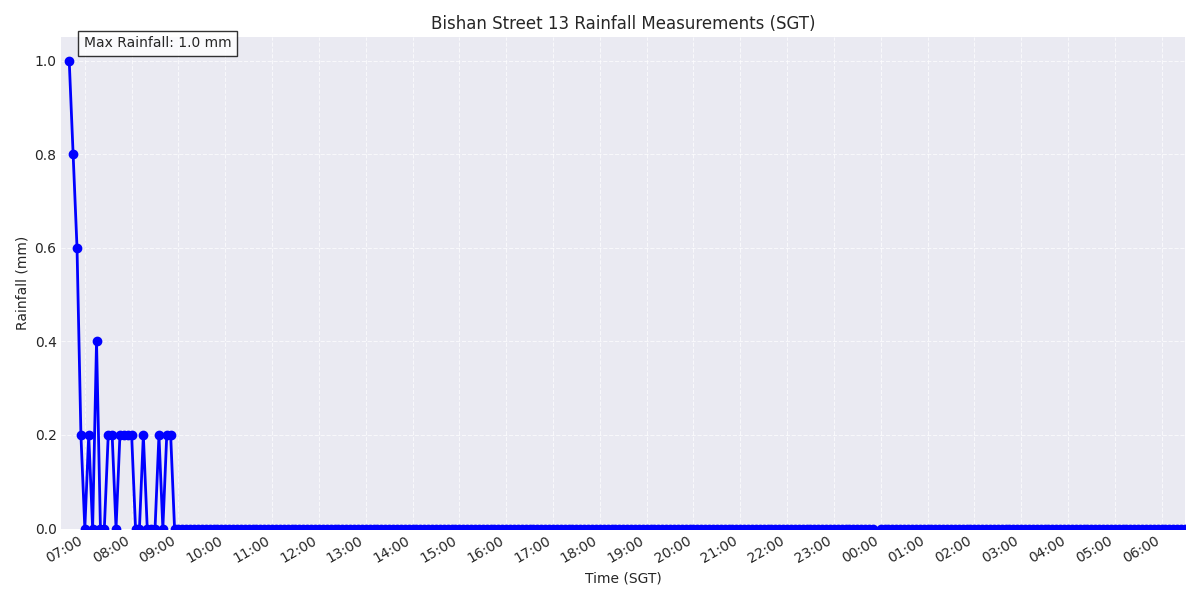 Bishan Street 13 Rainfall Measurements (SGT)
Max Rainfall: 1.0 mm
1.0
0.8
0.6
0.4
0.2
0.0
Rainfall (mm)
07:00 08:00 09:00 10:00 11:00 12:00 13:00 14:00 15:00 16:00 17:00 18:00 19:00 20:00 21:00 22:00 23:00 00:00 01:00 02:00 03:00 04:00 05:00 06:00
Time (SGT)